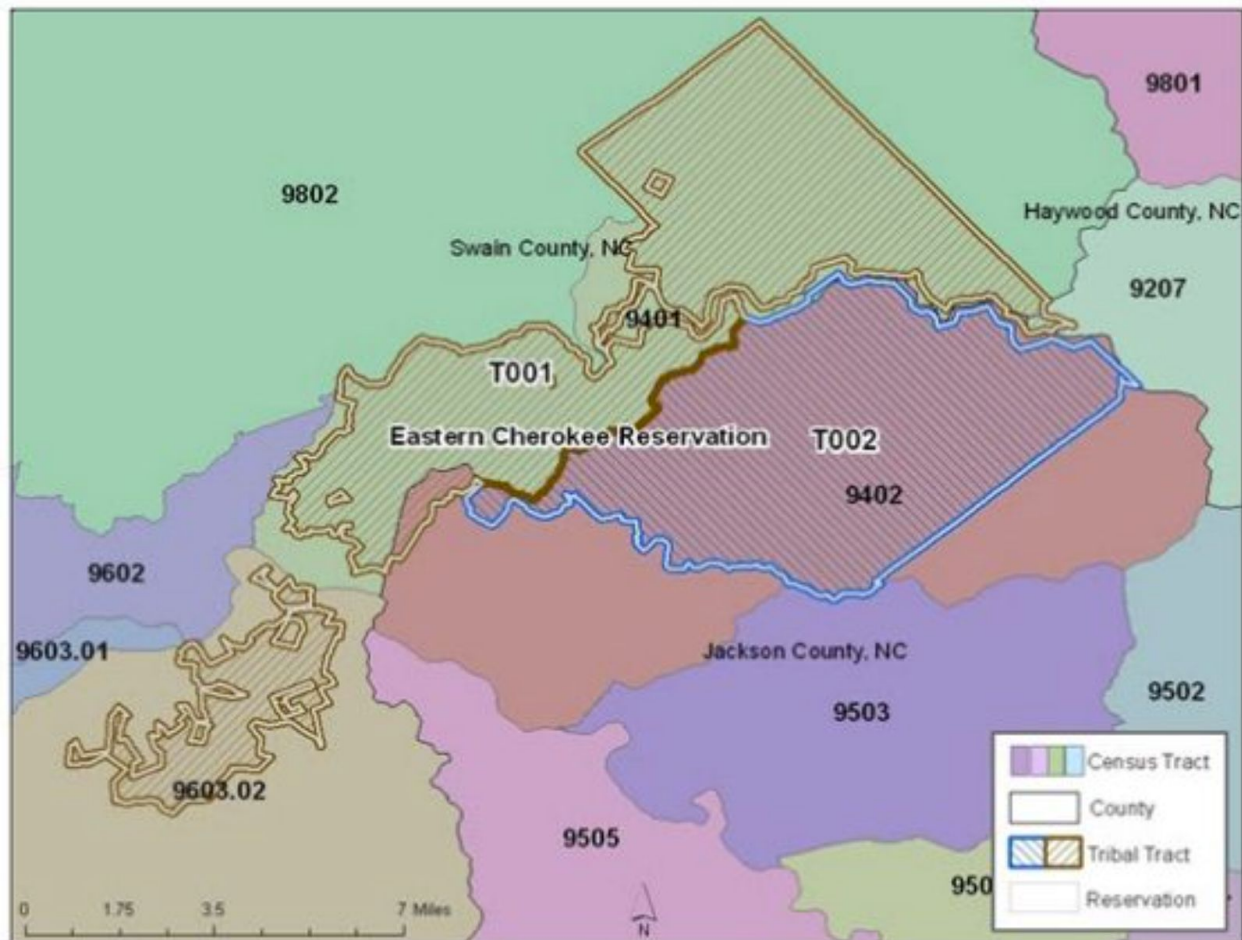 9801
9802
Haywood County, NC
Swain County, NC
9207
9401
T001
Eastern Cherokee Reservation
T002
9402
9602
9603.01
Jackson County, NC
9502
9503
Census Tract
9603.02
County
9505
Tribal Tract
950
Reservation
0 1.75 3.5 7 Miles
N